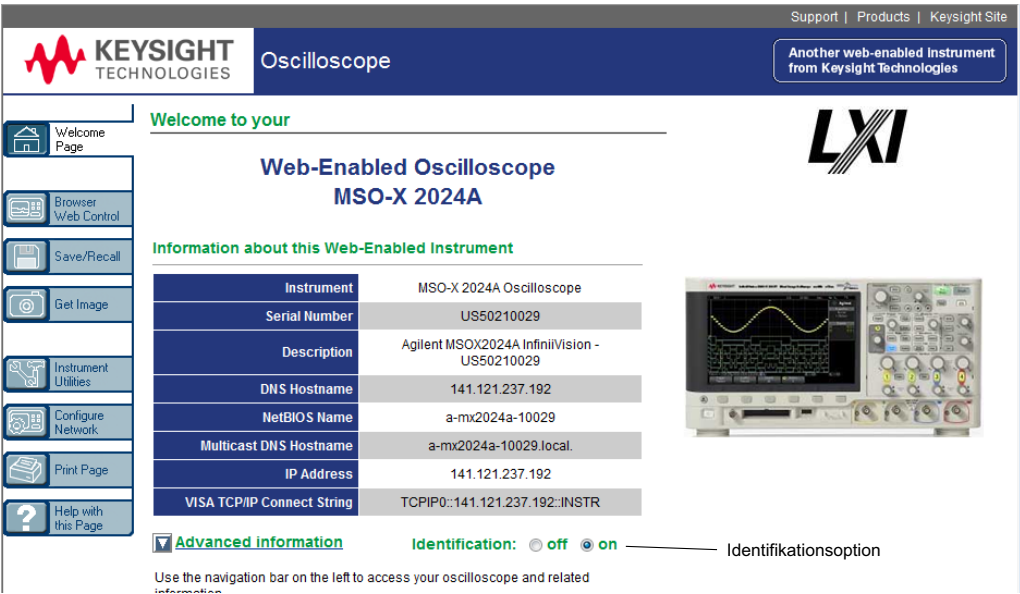 Support | Products | Keysight Site
KEYSIGHT
TECHNOLOGIES
Oscilloscope
Another web-enabled Instrument
from Keysight Technologies
Welcome
Page
Browser
Web Control
Save/Recall
Get Image
Instrument
Utilities
Configure
Network
Print Page
Help with
this Page
Welcome to your
Web-Enabled Oscilloscope
MSO-X 2024A
Information about this Web-Enabled Instrument
Instrument MSO-X 2024A Oscilloscope
Serial Number US50210029
Description Agilent MSOX2024A InfiniiVision -
US50210029
DNS Hostname 141.121.237.192
NetBIOS Name a-mx2024a-10029
Multicast DNS Hostname a-mx2024a-10029.local.
IP Address 141.121.237.192
VISA TCP/IP Connect String TCPIP0::141.121.237.192::INSTR
Advanced information
Identification: off on
Identifikationsoption
Use the navigation bar on the left to access your oscilloscope and related
LXI